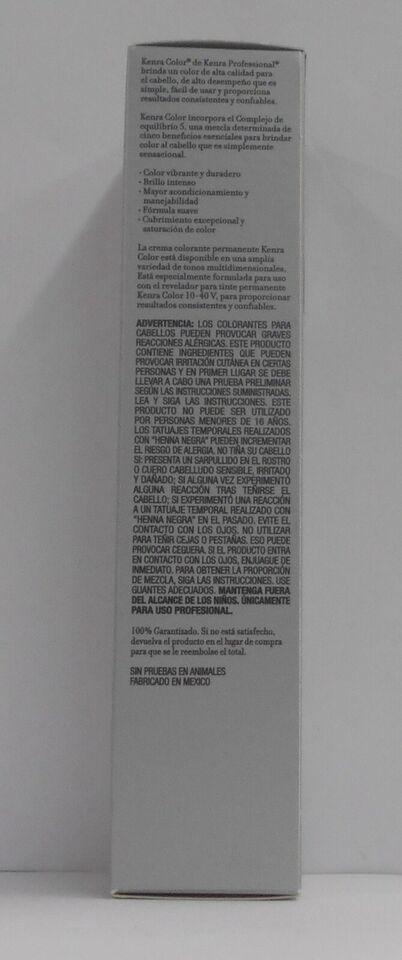 Kenra Color® de Kenra Professional®
brinda un color de alta calidad para
el cabello, de alto desempeño que es
simple, fácil de usar y proporciona
resultados consistentes y confiables.
Kenra Color incorpora el Complejo de
equilibrio 5, una mezcla determinada de
cinco beneficios esenciales para brindar
color al cabello que es simplemente
sensacional.
• Color vibrante y duradero
• Brillo intenso
• Mayor acondicionamiento y
manejabilidad
• Fórmula suave
• Cubrimiento excepcional y
saturación de color
La crema colorante permanente Kenra
Color está disponible en una amplia
variedad de tonos multidimensionales.
Está especialmente formulada para uso
con el revelador para tinte permanente
Kenra Color 10-40 V, para proporcionar
resultados consistentes y confiables.
ADVERTENCIA: LOS COLORANTES PARA
CABELLOS PUEDEN PROVOCAR GRAVES
REACCIONES ALÉRGICAS. ESTE PRODUCTO
CONTIENE INGREDIENTES QUE PUEDEN
PROVOCAR IRRITACIÓN CUTÁNEA EN CIERTAS
PERSONAS Y EN PRIMER LUGAR SE DEBE
LLEVAR A CABO UNA PRUEBA PRELIMINAR
SEGÚN LAS INSTRUCCIONES SUMINISTRADAS.
LEA Y SIGA LAS INSTRUCCIONES. ESTE
PRODUCTO NO PUEDE SER UTILIZADO
POR PERSONAS MENORES DE 16 AÑOS.
LOS TATUAJES TEMPORALES REALIZADOS
CON "HENNA NEGRA" PUEDEN INCREMENTAR
EL RIESGO DE ALERGIA. NO TIÑA SU CABELLO
SI: PRESENTA UN SARPULLIDO EN EL ROSTRO
O CUERO CABELLUDO SENSIBLE, IRRITADO
Y DAÑADO; SI ALGUNA VEZ EXPERIMENTÓ
ALGUNA REACCIÓN TRAS TEÑIRSE EL
CABELLO; SI EXPERIMENTÓ UNA REACCIÓN
A UN TATUAJE TEMPORAL REALIZADO CON
"HENNA NEGRA" EN EL PASADO. EVITE EL
CONTACTO CON LOS OJOS. NO UTILIZAR
PARA TEÑIR CEJAS O PESTAÑAS. ESO PUEDE
PROVOCAR CEGUERA. SI EL PRODUCTO ENTRA
EN CONTACTO CON LOS OJOS, ENJUAGUE DE
INMEDIATO. PARA OBTENER LA PROPORCIÓN
DE MEZCLA, SIGA LAS INSTRUCCIONES. USE
GUANTES ADECUADOS. MANTENGA FUERA
DEL ALCANCE DE LOS NIÑOS. ÚNICAMENTE
PARA USO PROFESIONAL.
100% Garantizado. Si no está satisfecho,
devuelva el producto en el lugar de compra
para que se le reembolse el total.
SIN PRUEBAS EN ANIMALES
FABRICADO EN MEXICO